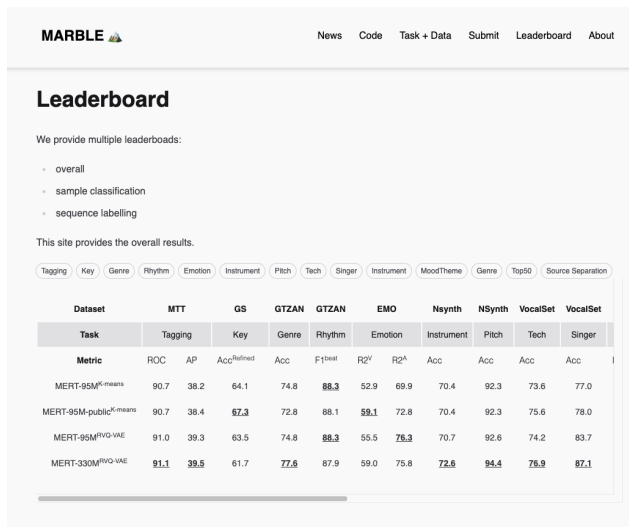 MARBLE
News Code Task + Data Submit Leaderboard About
Leaderboard
We provide multiple leaderboads:
overall
sample classification
sequence labelling
This site provides the overall results.
Tagging Key Genre Rhythm Emotion Instrument Pitch Tech Singer Instrument MoodTheme Genre Top50 Source Separation
Dataset MTT GS GTZAN GTZAN EMO Nsynth NSynth VocalSet VocalSet
Task Tagging Key Genre Rhythm Emotion Instrument Pitch Tech Singer
Metric ROC AP AccRefined Acc F1beat R2V R2A Acc Acc Acc Acc
MERT-95MK-means 90.7 38.2 64.1 74.8 88.3 52.9 69.9 70.4 92.3 73.6 77.0
MERT-95M-publicK-means 90.7 38.4 67.3 72.8 88.1 59.1 72.8 70.4 92.3 75.6 78.0
MERT-95MRVQ-VAE 91.0 39.3 63.5 74.8 88.3 55.5 76.3 70.7 92.6 74.2 83.7
MERT-330MRVQ-VAE 91.1 39.5 61.7 77.6 87.9 59.0 75.8 72.6 94.4 76.9 87.1